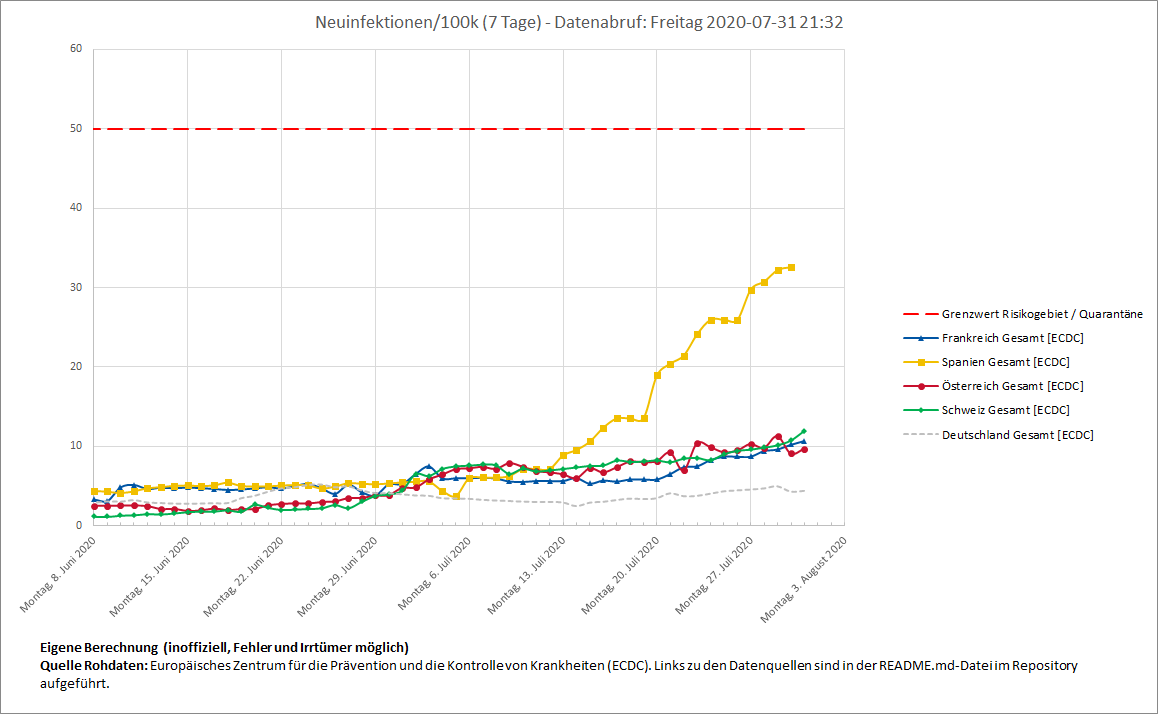 Neuinfektionen/100k (7 Tage) - Datenabruf: Freitag 2020-07-31 21:32
60
50
40
30
20
10
0
Montag, 8. Juni 2020
Montag, 15. Juni 2020
Montag, 22. Juni 2020
Montag, 29. Juni 2020
Montag, 6. Juli 2020
Montag, 13. Juli 2020
Montag, 20. Juli 2020
Montag, 27. Juli 2020
Montag, 3. August 2020
Grenzwert Risikogebiet / Quarantäne
Frankreich Gesamt [ECDC]
Spanien Gesamt [ECDC]
Österreich Gesamt [ECDC]
Schweiz Gesamt [ECDC]
Deutschland Gesamt [ECDC]
Eigene Berechnung (inoffiziell, Fehler und Irrtümer möglich)
Quelle Rohdaten: Europäisches Zentrum für die Prävention und die Kontrolle von Krankheiten (ECDC). Links zu den Datenquellen sind in der README.md-Datei im Repository
aufgeführt.